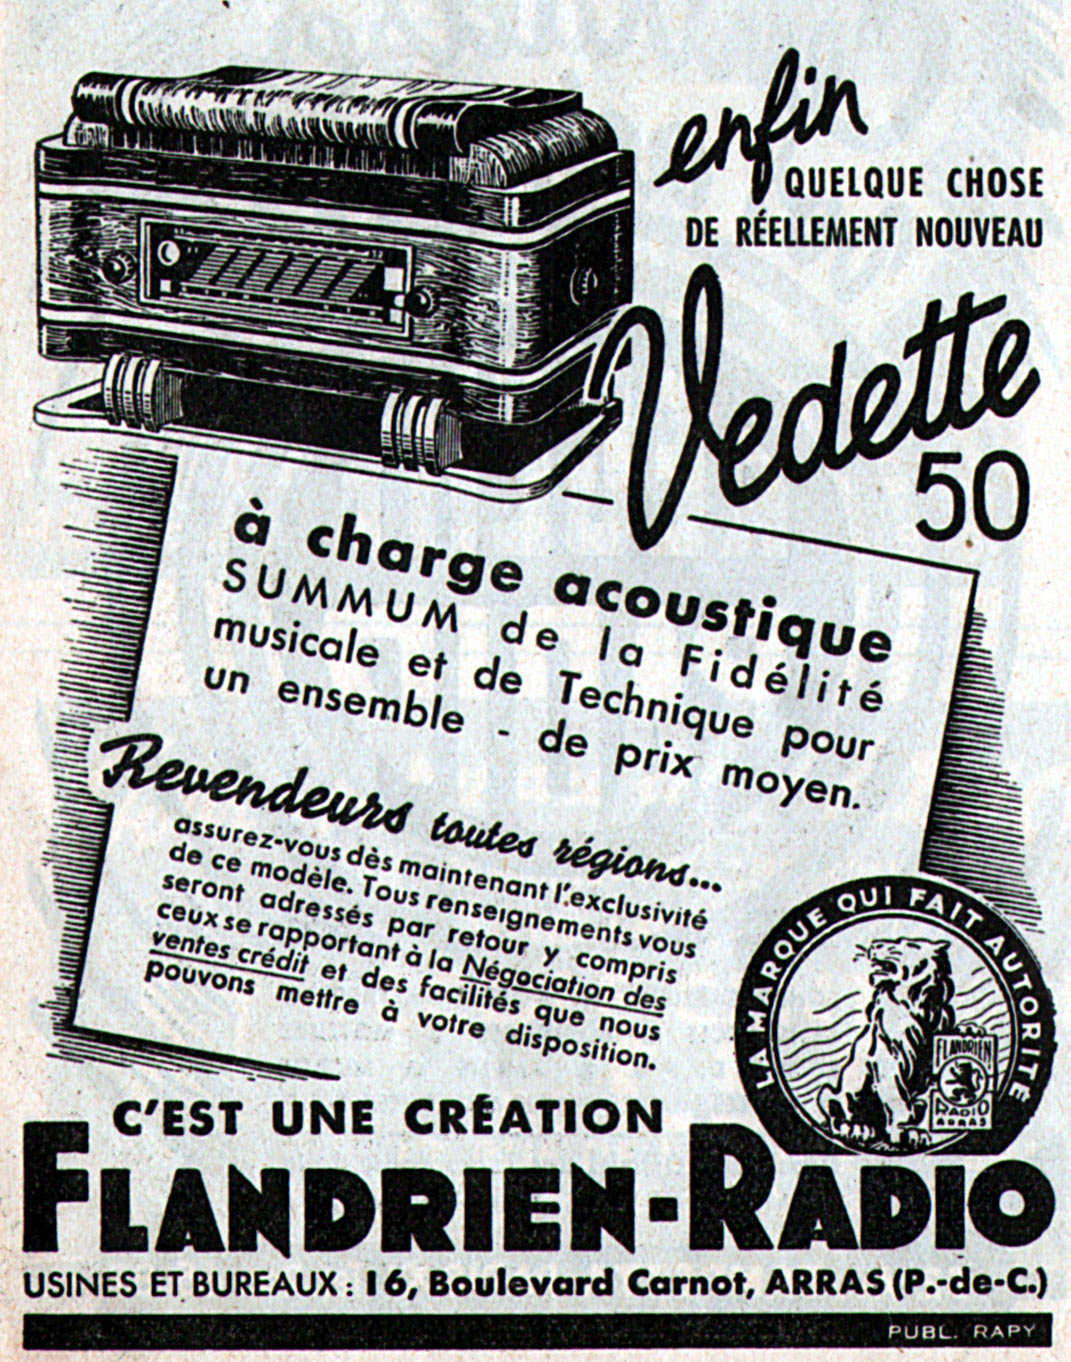 enfin
QUELQUE CHOSE
DE RÉELLEMENT NOUVEAU
Vedette
50
à charge acoustique
SUMMUM de la Fidélité
musicale et de Technique pour
un ensemble - de prix moyen.
Revendeurs toutes régions...
assurez-vous dès maintenant l'exclusivité
de ce modèle. Tous renseignements vous
seront adressés par retour y compris
ceux se rapportant à la Négociation des
ventes crédit et des facilités que nous
pouvons mettre à votre disposition.
LA MARQUE QUI FAIT AUTORITE
FLANDRIEN
RADIO
ARRAS
C'EST UNE CRÉATION
FLANDRIEN-RADIO
USINES ET BUREAUX : 16, Boulevard Carnot, ARRAS (P.-de-C.)
PUBL. RAPY